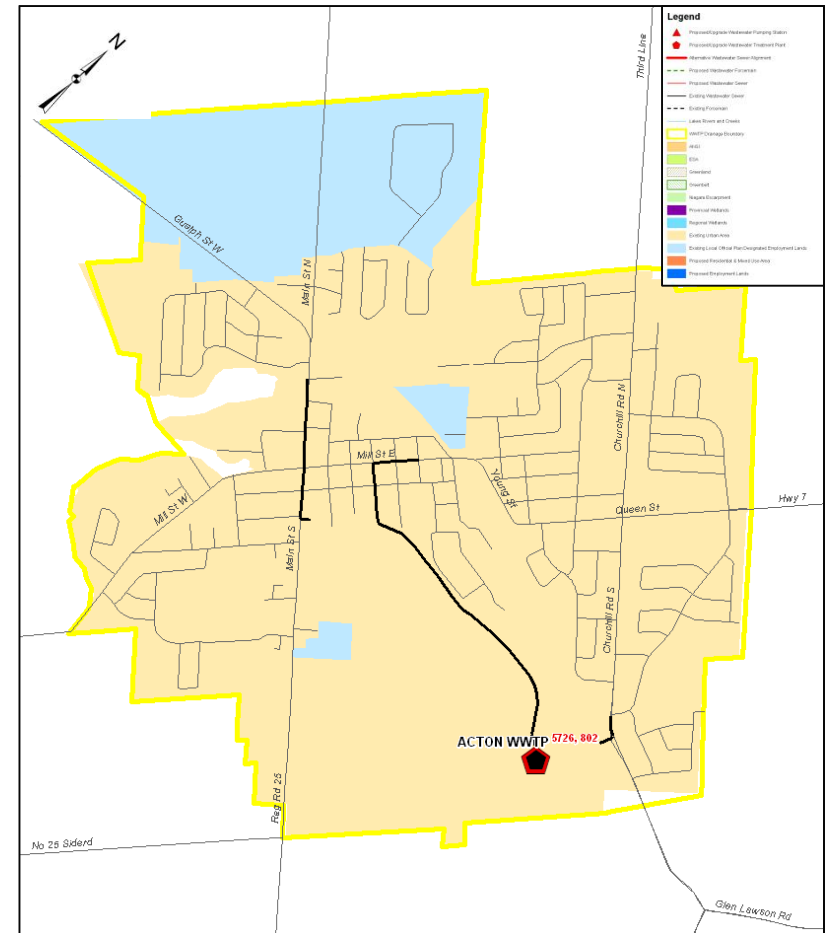 N
Legend
Proposed/Upgrade Wastewater Pumping Station
Proposed/Upgrade Wastewater Treatment Plant
Alternative Wastewater Sewer Alignment
Proposed Wastewater Forcemain
Proposed Wastewater Sewer
Existing Wastewater Sewer
Existing Forcemain
Lakes Rivers and Creeks
WWTP Drainage Boundary
ANSI
ESA
Greenland
Greenbelt
Niagara Escarpment
Provincial Wetlands
Regional Wetlands
Existing Urban Area
Existing Local Official Plan Designated Employment Lands
Proposed Residential & Mixed Use Area
Proposed Employment Lands
Third Line
Guelph St W
Main St N
Churchill Rd N
Mill St E
Young St
Hwy 7
Queen St
Mill St W
Main St S
Churchill Rd S
ACTON WWTP
5726, 802
Reg Rd 25
No 25 Siderd
Glen Lawson Rd